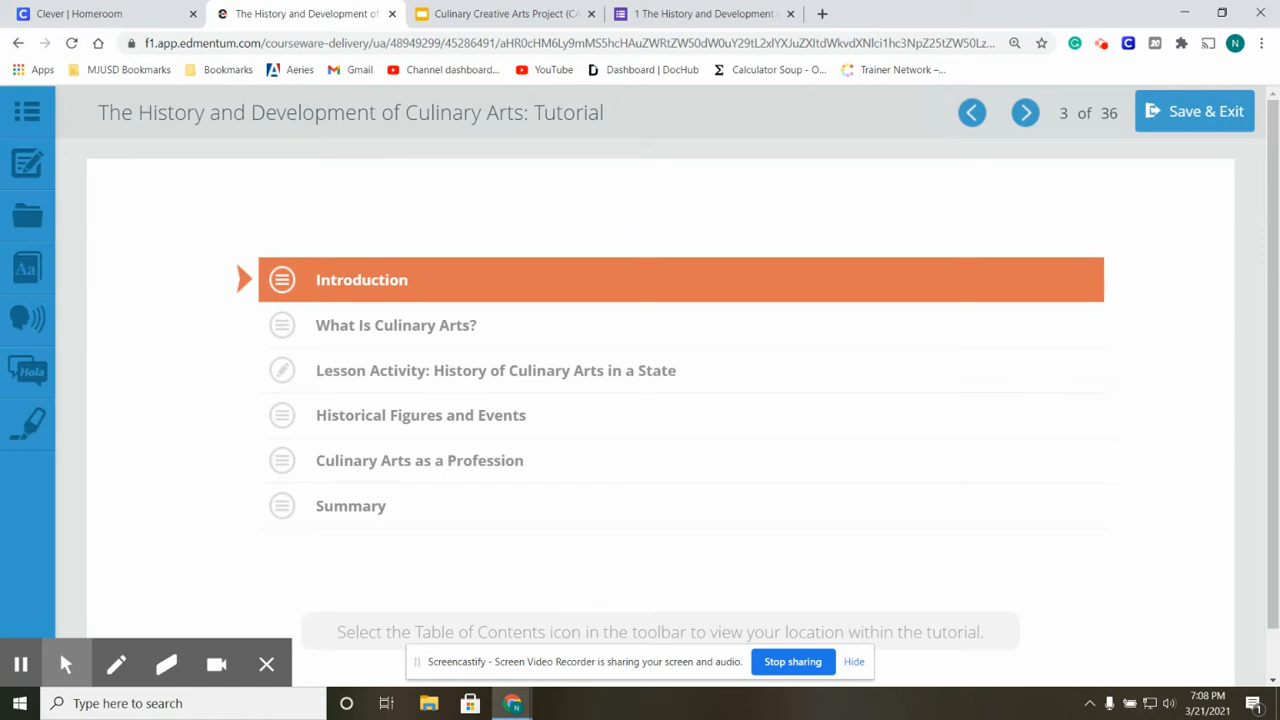 Clever | Homeroom
The History and Development of
Culinary Creative Arts Project (CA
1 The History and Development
f1.app.edmentum.com/courseware-delivery/ua/48949299/45286491/
Apps
MJUSD Bookmarks
Bookmarks
Aeries
Gmail
Channel dashboard...
YouTube
Dashboard | DocHub
Calculator Soup - O...
Trainer Network –...
The History and Development of Culinary Arts: Tutorial
3 of 36
Save & Exit
Aa
Hola
Introduction
What Is Culinary Arts?
Lesson Activity: History of Culinary Arts in a State
Historical Figures and Events
Culinary Arts as a Profession
Summary
Select the Table of Contents icon in the toolbar to view your location within the tutorial.
Screencastify - Screen Video Recorder is sharing your screen and audio.
Stop sharing
Hide
Type here to search
7:08 PM
3/21/2021